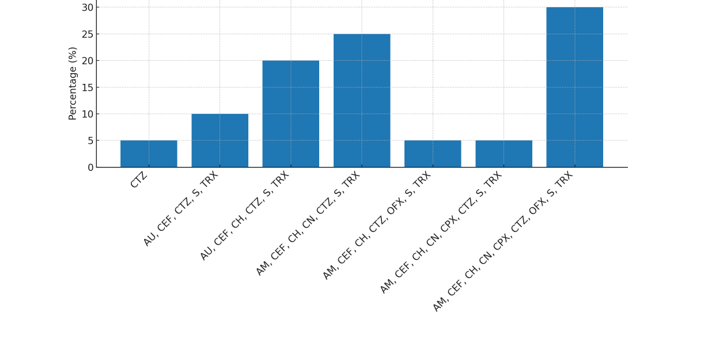 Percentage (%)
30
25
20
15
10
5
0
CTZ
AU, CEF, CTZ, S, TRX
AU, CEF, CH, CTZ, S, TRX
AM, CEF, CH, CN, CTZ, S, TRX
AM, CEF, CH, CTZ, OFX, S, TRX
AM, CEF, CH, CN, CPX, CTZ, S, TRX
AM, CEF, CH, CN, CPX, CTZ, OFX, S, TRX